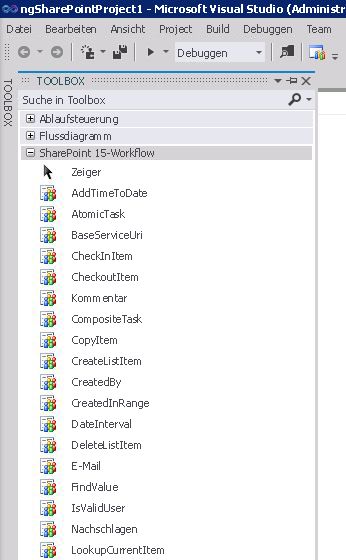 ngSharePointProject1 - Microsoft Visual Studio (Administr
Datei Bearbeiten Ansicht Project Debuggen Team
Debuggen
TOOLBOX
TOOLBOX
Suche in Toolbox
Ablaufsteuerung
Flussdiagramm
SharePoint 15-Workflow
Zeiger
AddTimeToDate
AtomicTask
BaseServiceUri
CheckInItem
CheckoutItem
Kommentar
CompositeTask
CopyItem
CreateListItem
CreatedBy
CreatedInRange
DateInterval
DeleteListItem
E-Mail
FindValue
IsValidUser
Nachschlagen
LookupCurrentItem